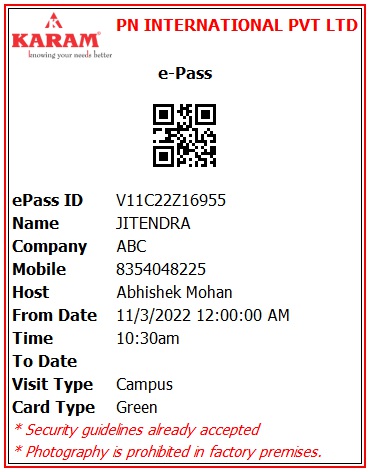 PN INTERNATIONAL PVT LTD
KARAM®
knowing your needs better
e-Pass
ePass ID V11C22Z16955
Name JITENDRA
Company ABC
Mobile 8354048225
Host Abhishek Mohan
From Date 11/3/2022 12:00:00 AM
Time 10:30am
To Date
Visit Type Campus
Card Type Green
* Security guidelines already accepted
* Photography is prohibited in factory premises.